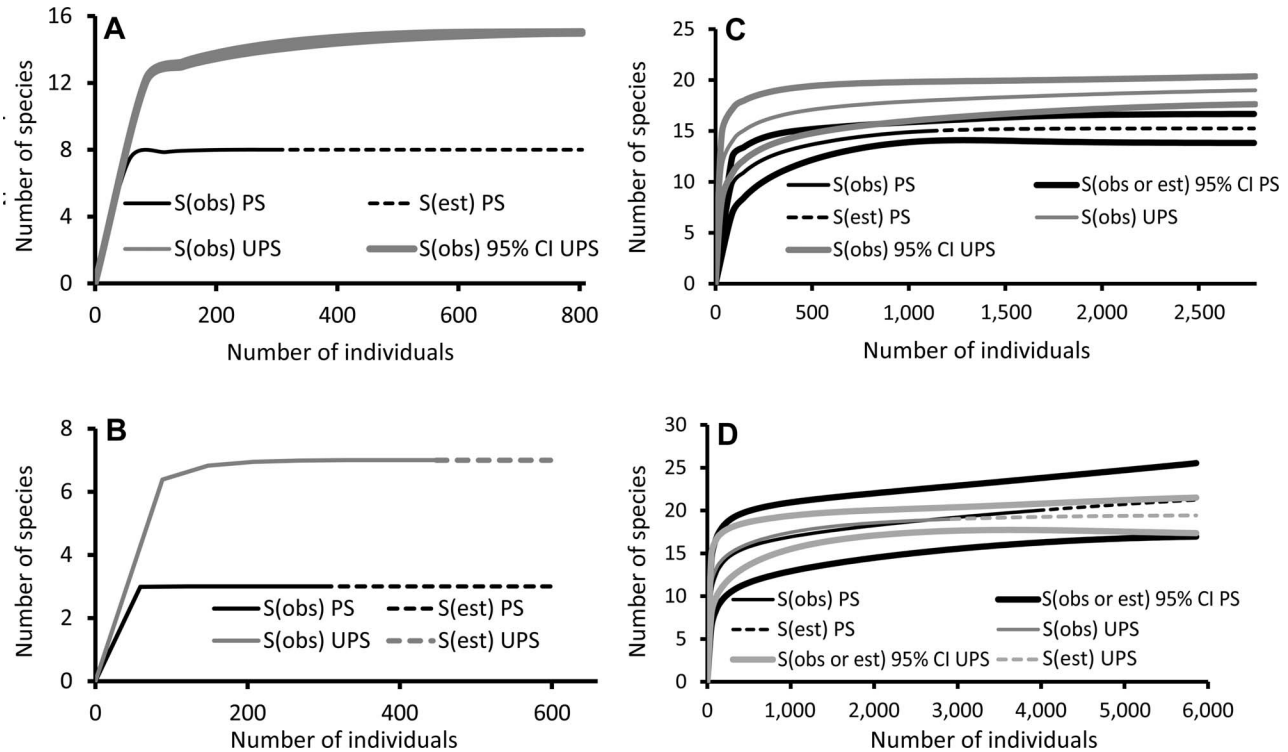 A
Number of species
16
12
8
4
0
S(obs) PS
S(est) PS
S(obs) UPS
S(obs) 95% CI UPS
0 200 400 600 800
Number of individuals
C
Number of species
25
20
15
10
5
0
S(obs) PS
S(obs or est) 95% CI PS
S(est) PS
S(obs) UPS
S(obs) 95% CI UPS
0 500 1,000 1,500 2,000 2,500
Number of individuals
B
Number of species
8
6
4
2
0
S(obs) PS
S(est) PS
S(obs) UPS
S(est) UPS
0 200 400 600
Number of individuals
D
Number of species
30
25
20
15
10
5
0
S(obs) PS
S(obs or est) 95% CI PS
S(est) PS
S(obs) UPS
S(obs or est) 95% CI UPS
S(est) UPS
0 1,000 2,000 3,000 4,000 5,000 6,000
Number of individuals